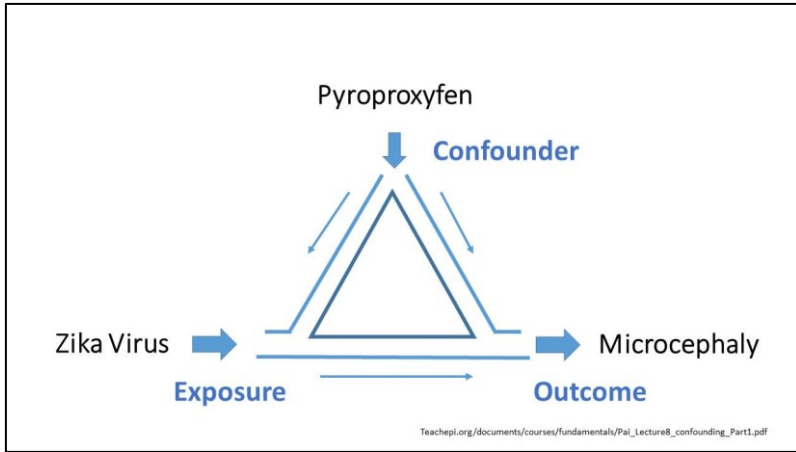 Pyroproxyfen
Confounder
Zika Virus
Microcephaly
Exposure
Outcome
Teachepi.org/documents/courses/fundamentals/Pai_Lecture8_confounding_Part1.pdf